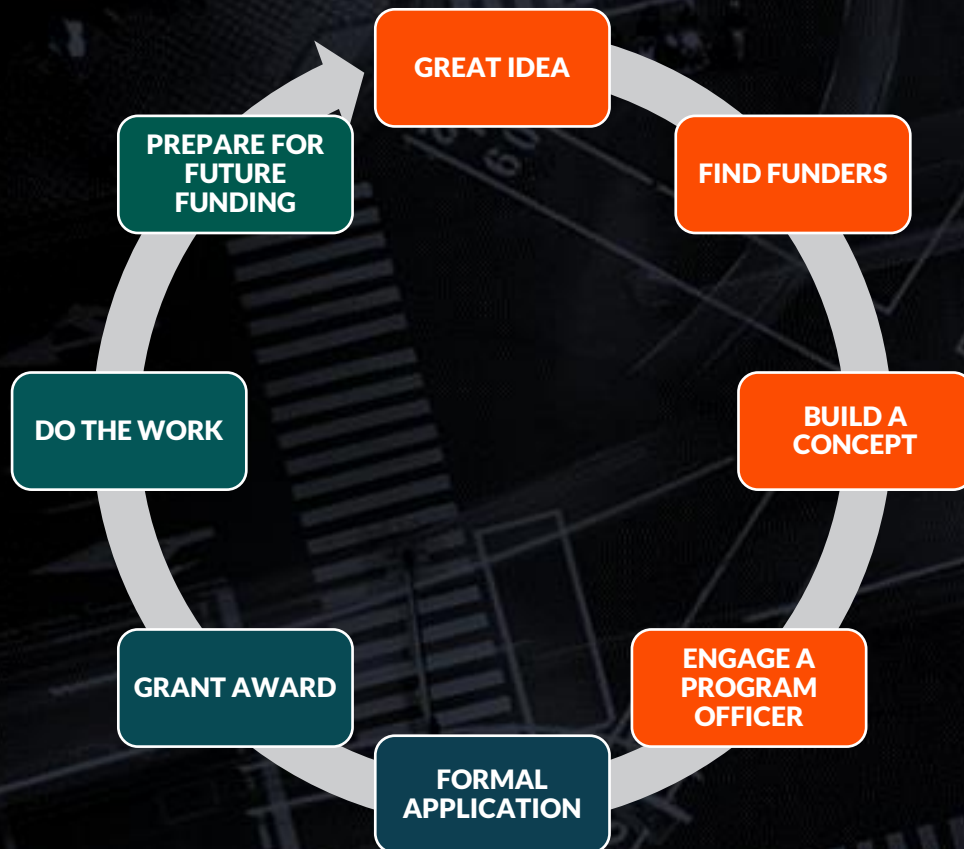 GREAT IDEA
FIND FUNDERS
BUILD A
CONCEPT
ENGAGE A
PROGRAM
OFFICER
FORMAL
APPLICATION
GRANT AWARD
DO THE WORK
PREPARE FOR
FUTURE
FUNDING